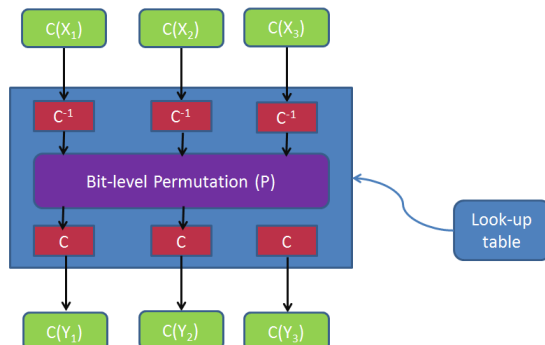 C(X₁) C(X₂) C(X₃)
C⁻¹ C⁻¹ C⁻¹
Bit-level Permutation (P)
Look-up
table
C C C
C(Y₁) C(Y₂) C(Y₃)